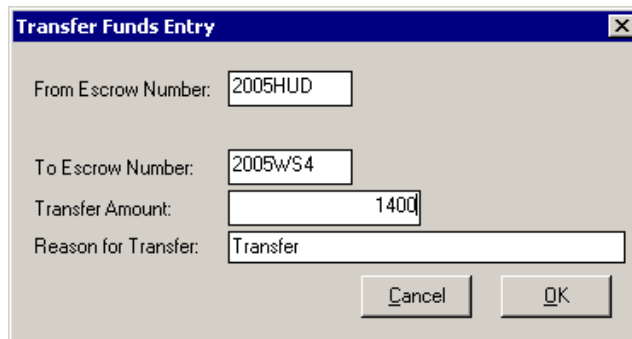 Transfer Funds Entry
From Escrow Number: 2005HUD
To Escrow Number: 2005WS4
Transfer Amount: 1400
Reason for Transfer: Transfer
Cancel OK